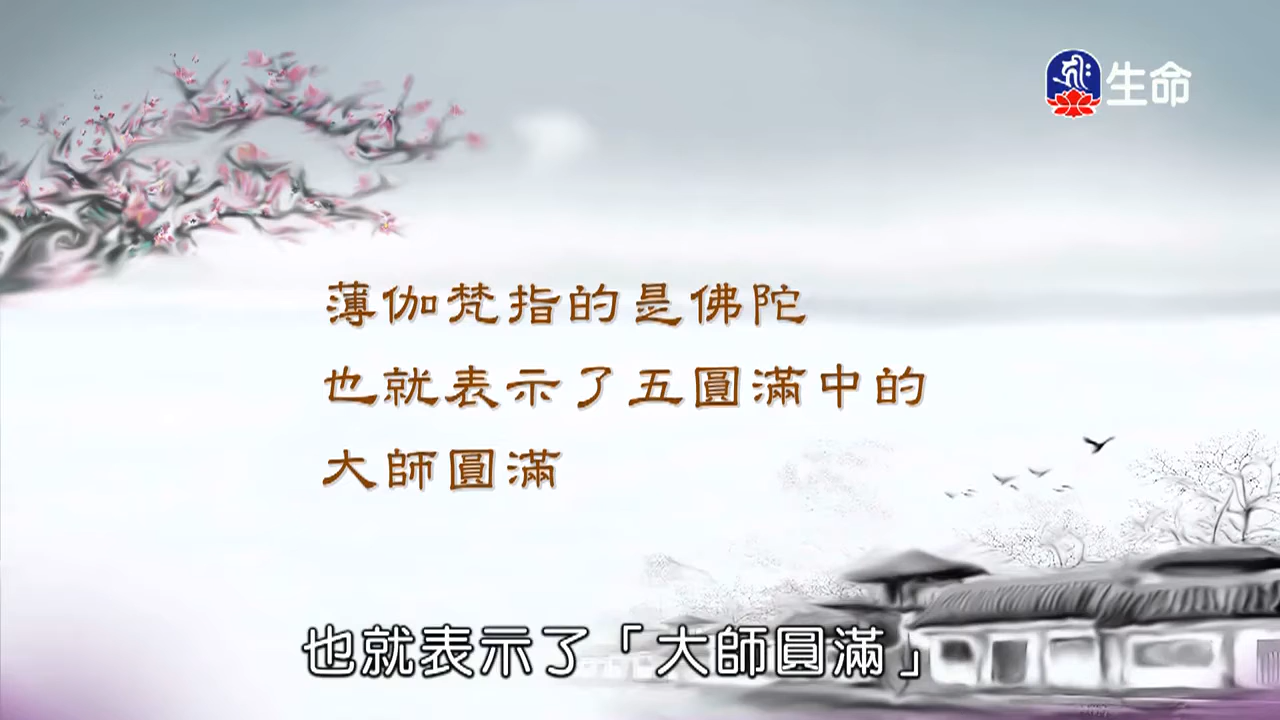 生命
薄伽梵指的是佛陀
也就表示了五圓滿中的
大師圓滿
也就表示了「大師圓滿」